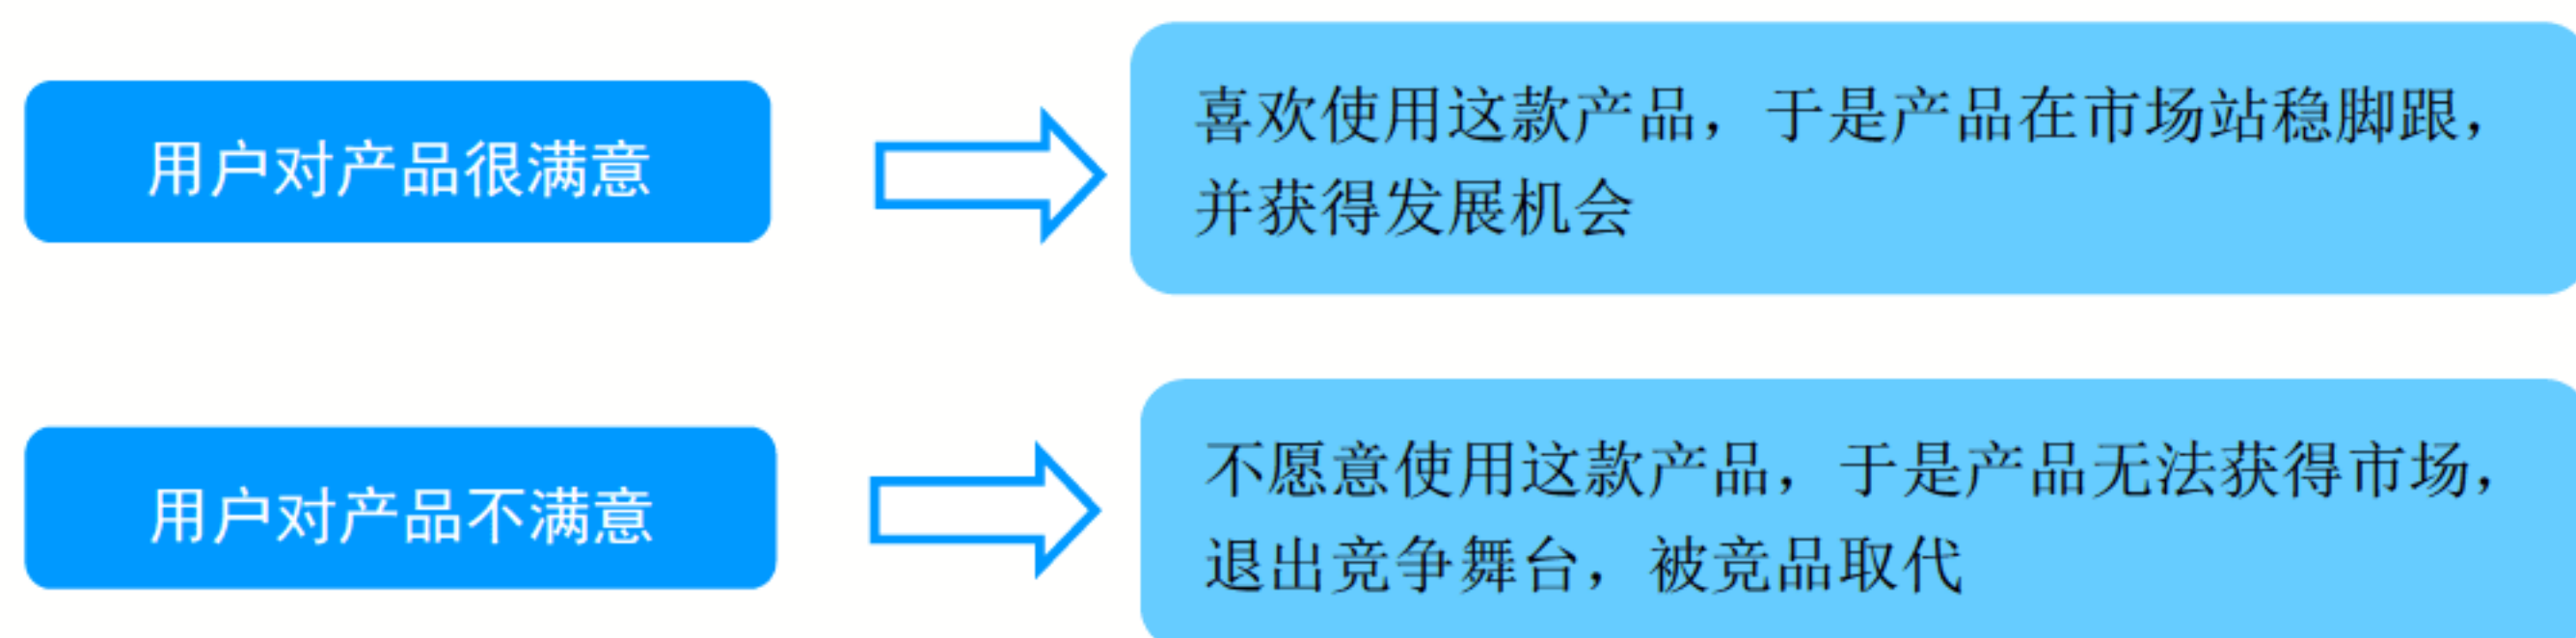 用户对产品很满意
喜欢使用这款产品，于是产品在市场站稳脚跟，
并获得发展机会
用户对产品不满意
不愿意使用这款产品，于是产品无法获得市场，
退出竞争舞台，被竞品取代